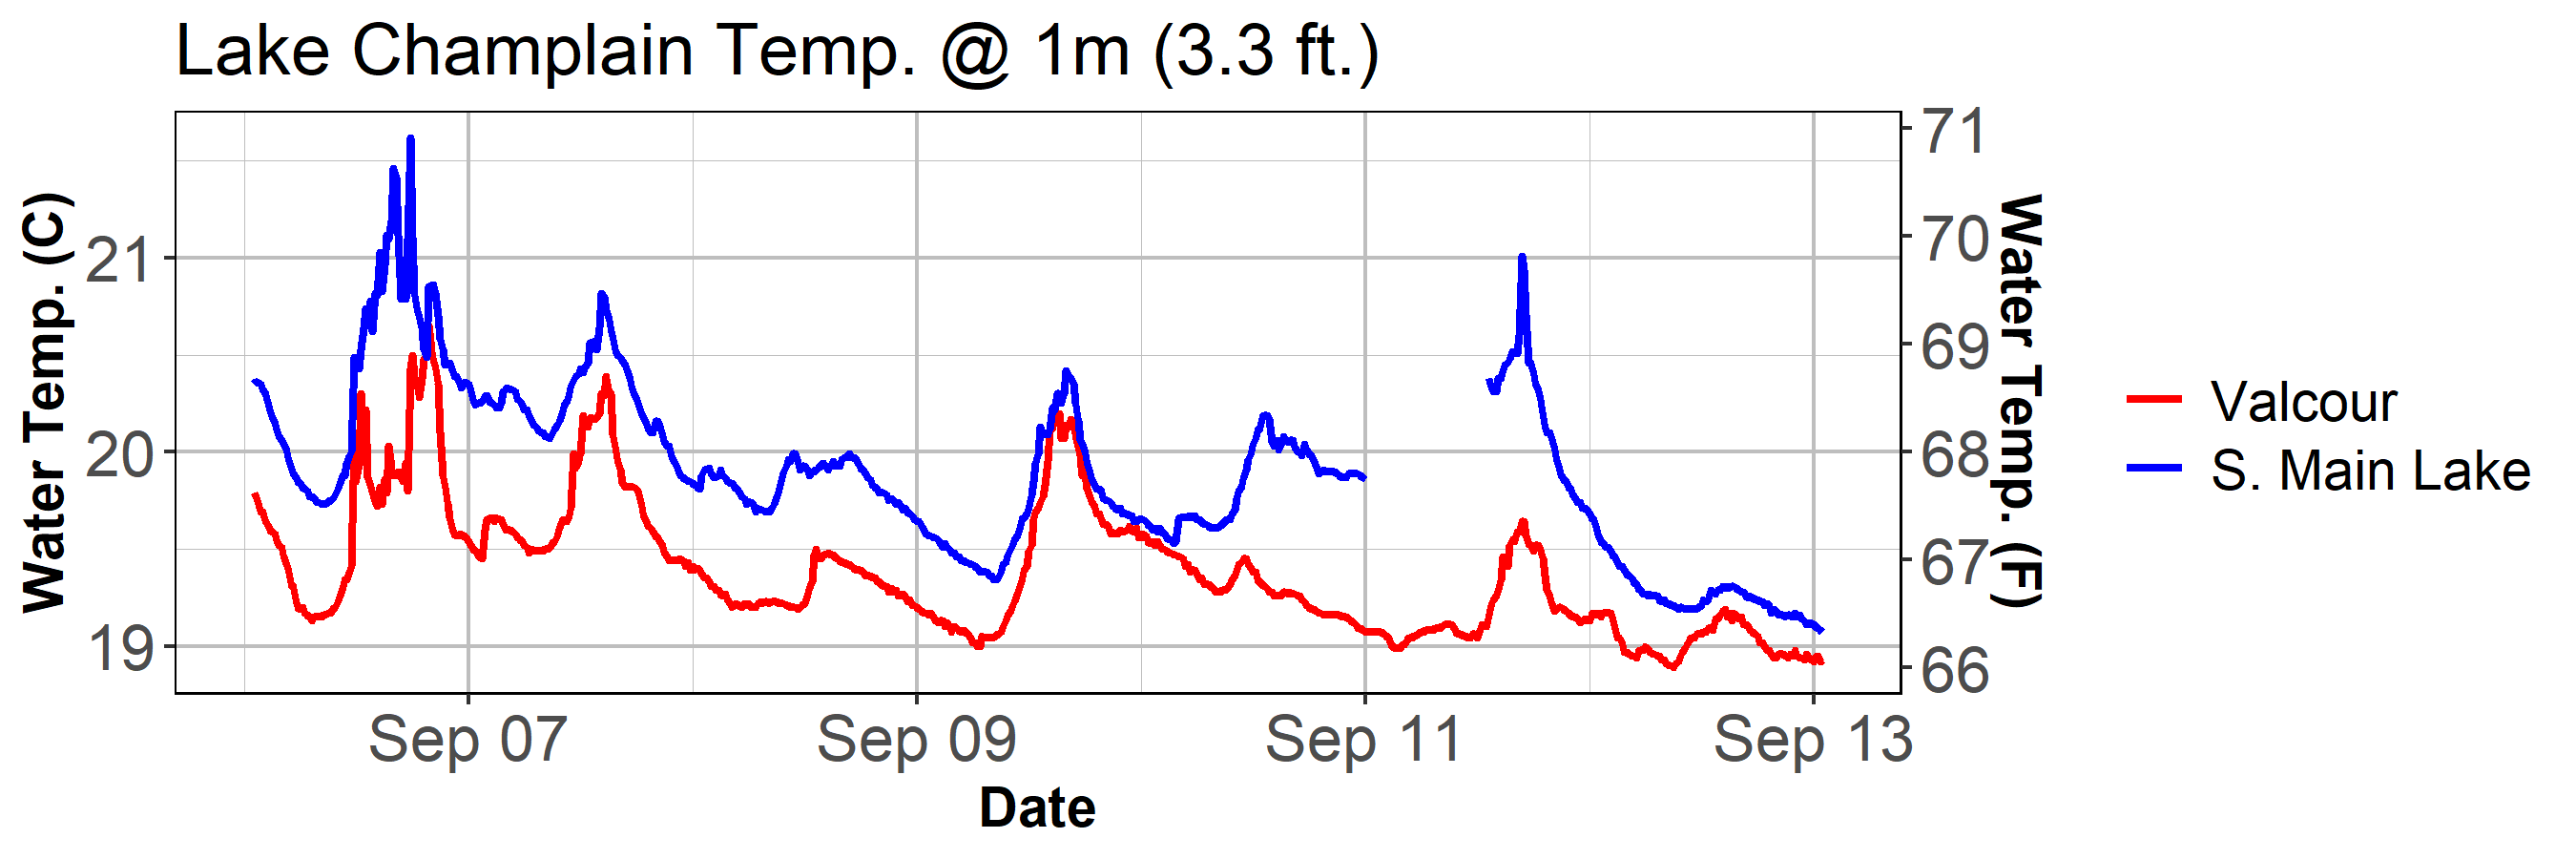 Lake Champlain Temp. @ 1m (3.3 ft.)
Water Temp. (C)
21
20
19
71
70
69
68
67
66
Water Temp. (F)
Sep 07
Sep 09
Sep 11
Sep 13
Date
Valcour
S. Main Lake